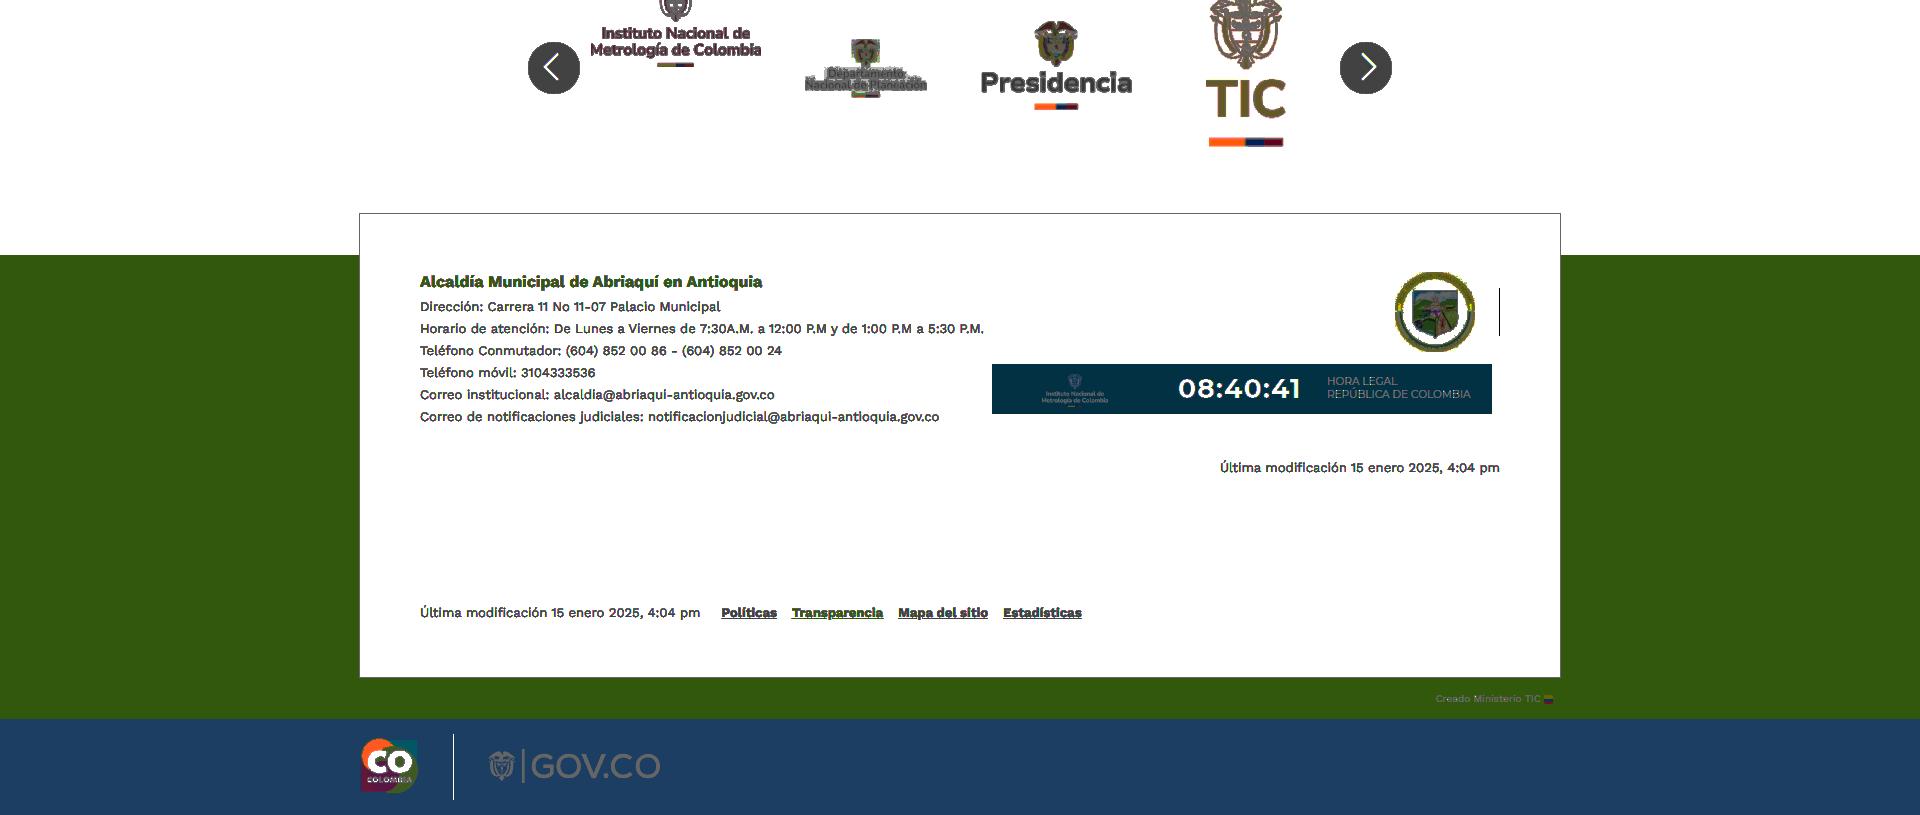 Instituto Nacional de
Metrología de Colombia
Departamento
Nacional de Planeación
Presidencia
TIC
Alcaldía Municipal de Abriaquí en Antioquia
Dirección: Carrera 11 No 11-07 Palacio Municipal
Horario de atención: De Lunes a Viernes de 7:30A.M. a 12:00 P.M y de 1:00 P.M a 5:30 P.M.
Teléfono Conmutador: (604) 852 00 86 - (604) 852 00 24
Teléfono móvil: 3104333536
Correo institucional: alcaldia@abriaqui-antioquia.gov.co
Correo de notificaciones judiciales: notificacionjudicial@abriaqui-antioquia.gov.co
Instituto Nacional de
Metrología de Colombia
08:40:41
HORA LEGAL
REPÚBLICA DE COLOMBIA
Última modificación 15 enero 2025, 4:04 pm
Última modificación 15 enero 2025, 4:04 pm Políticas Transparencia Mapa del sitio Estadísticas
Creado Ministerio TIC
CO
COLOMBIA
GOV.CO